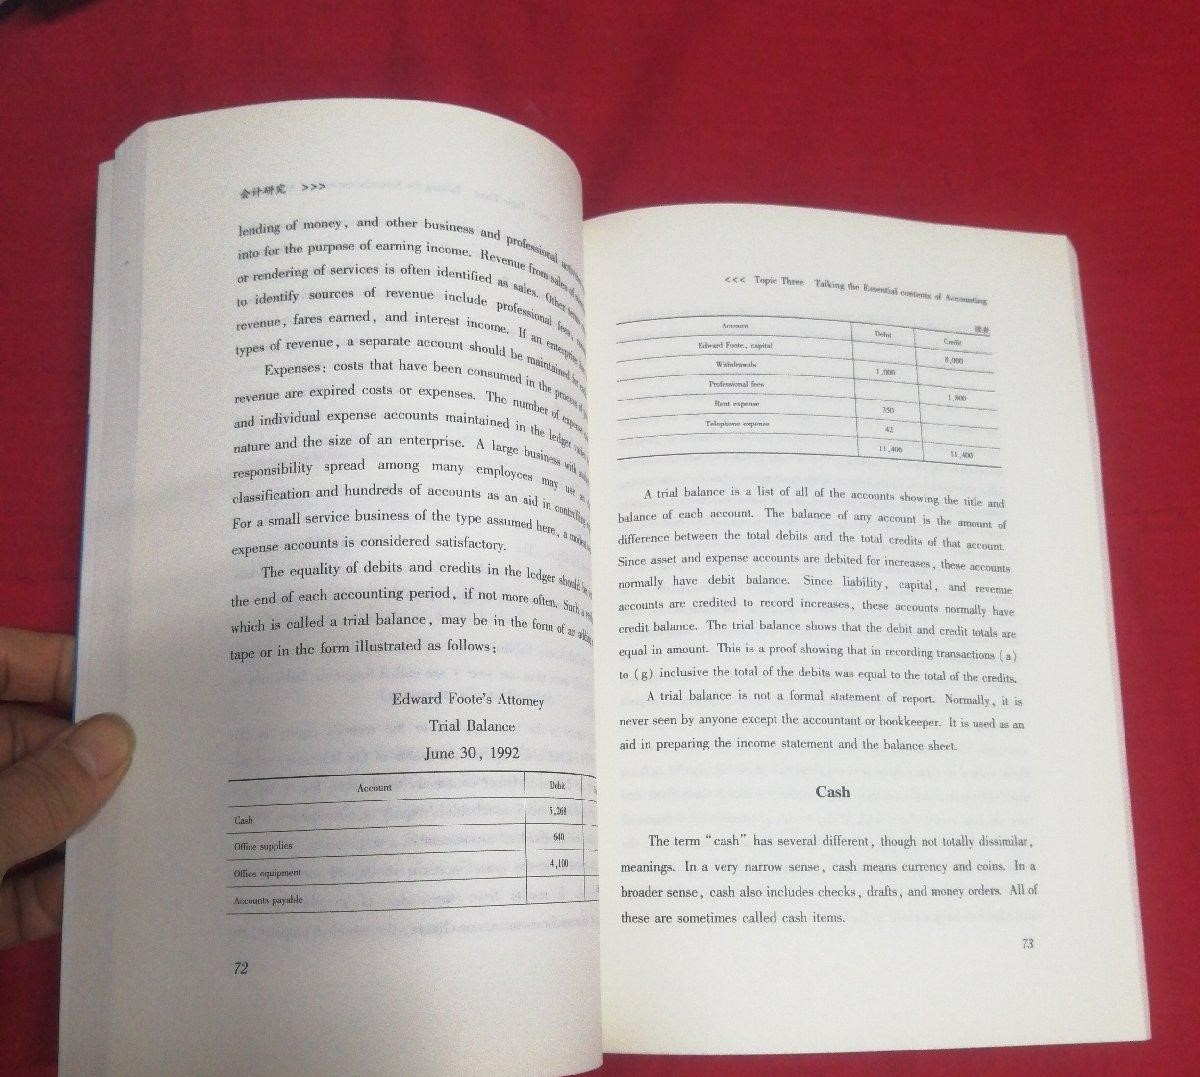 会计研究 >>>
lending of money, and other business and professional
into for the purpose of earning income. Revenue from sales of
or rendering of services is often identified as sales. Other
to identify sources of revenue include professional fees,
revenue, fares earned, and interest income. If an enterprise
types of revenue, a separate account should be maintained for
Expenses: costs that have been consumed in the process of
revenue are expired costs or expenses. The number of expense
and individual expense accounts maintained in the ledger
nature and the size of an enterprise. A large business with
responsibility spread among many employees may use an
classification and hundreds of accounts as an aid in controlling
For a small service business of the type assumed here, a modest
expense accounts is considered satisfactory.
The equality of debits and credits in the ledger should be
the end of each accounting period, if not more often. Such a
which is called a trial balance, may be in the form of an adding
tape or in the form illustrated as follows:
Edward Foote's Attorney
Trial Balance
June 30, 1992
Account Debit
Cash 5,268
Office supplies 640
Office equipment 4,100
Accounts payable
72
<<< Topic Three Talking the Essential contents of Accounting
续表
Account Debit Credit
Edward Foote, capital 8,000
Withdrawals 1,000
Professional fees 1,900
Rent expense 350
Telephone expense 42
11,400 11,400
A trial balance is a list of all of the accounts showing the title and
balance of each account. The balance of any account is the amount of
difference between the total debits and the total credits of that account.
Since asset and expense accounts are debited for increases, these accounts
normally have debit balance. Since liability, capital, and revenue
accounts are credited to record increases, these accounts normally have
credit balance. The trial balance shows that the debit and credit totals are
equal in amount. This is a proof showing that in recording transactions (a)
to (g) inclusive the total of the debits was equal to the total of the credits.
A trial balance is not a formal statement of report. Normally, it is
never seen by anyone except the accountant or bookkeeper. It is used as an
aid in preparing the income statement and the balance sheet.
Cash
The term "cash" has several different, though not totally dissimilar,
meanings. In a very narrow sense, cash means currency and coins. In a
broader sense, cash also includes checks, drafts, and money orders. All of
these are sometimes called cash items.
73